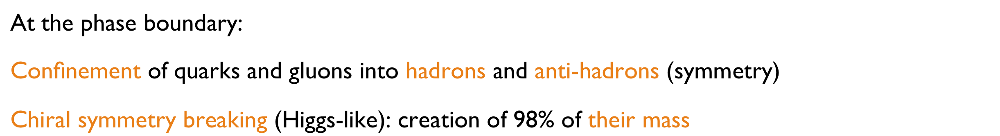 At the phase boundary:
Confinement of quarks and gluons into hadrons and anti-hadrons (symmetry)
Chiral symmetry breaking (Higgs-like): creation of 98% of their mass